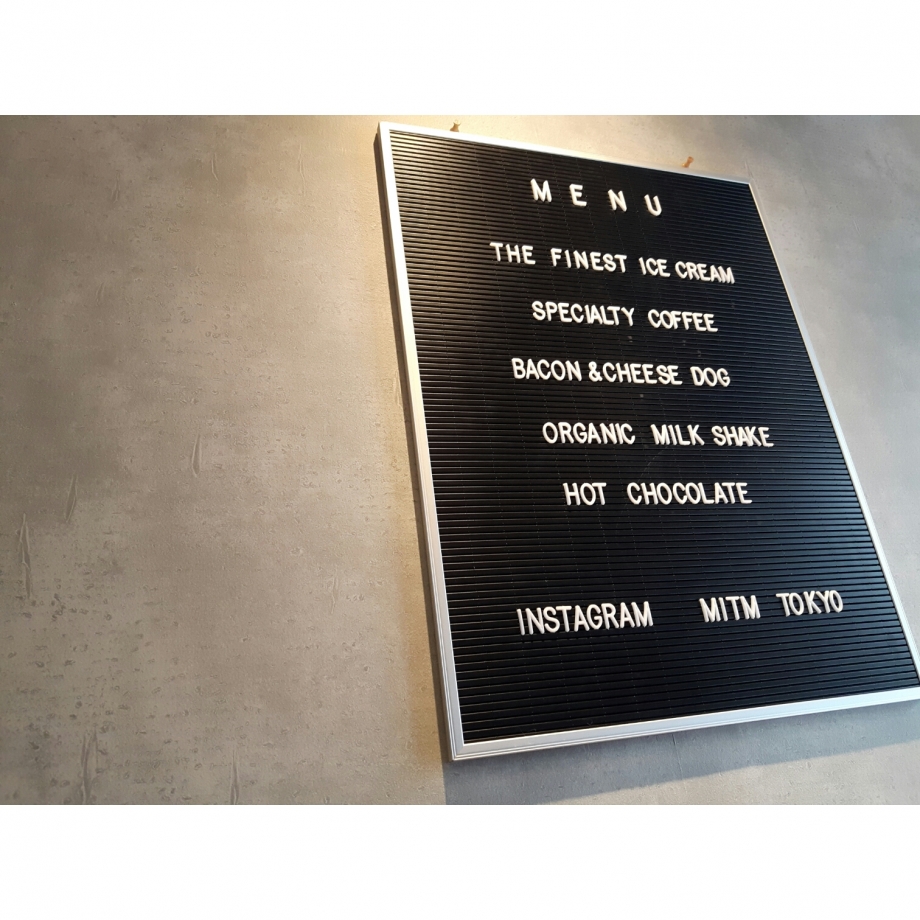 MENU
THE FINEST ICE CREAM
SPECIALTY COFFEE
BACON &CHEESE DOG
ORGANIC MILK SHAKE
HOT CHOCOLATE
INSTAGRAM MITM TOKYO